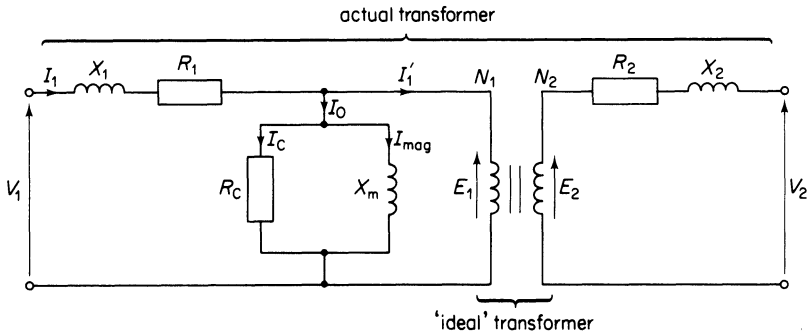 actual transformer
I1 X1 R1 I1′ N1 N2 R2 X2
IO
IC Imag
V1 RC Xm E1 E2 V2
'ideal' transformer